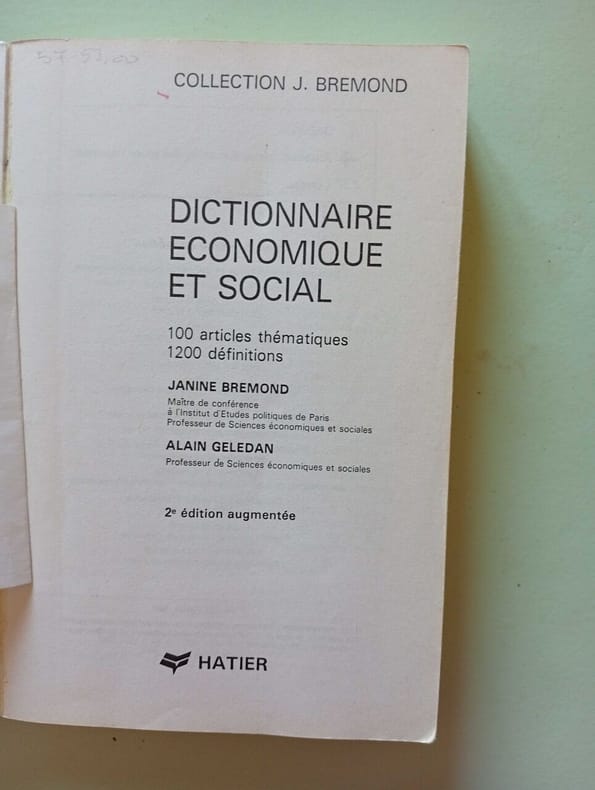 COLLECTION J. BREMOND
DICTIONNAIRE
ECONOMIQUE
ET SOCIAL
100 articles thématiques
1200 définitions
JANINE BREMOND
Maître de conférence
à l'Institut d'Etudes politiques de Paris
Professeur de Sciences économiques et sociales
ALAIN GELEDAN
Professeur de Sciences économiques et sociales
2e édition augmentée
HATIER